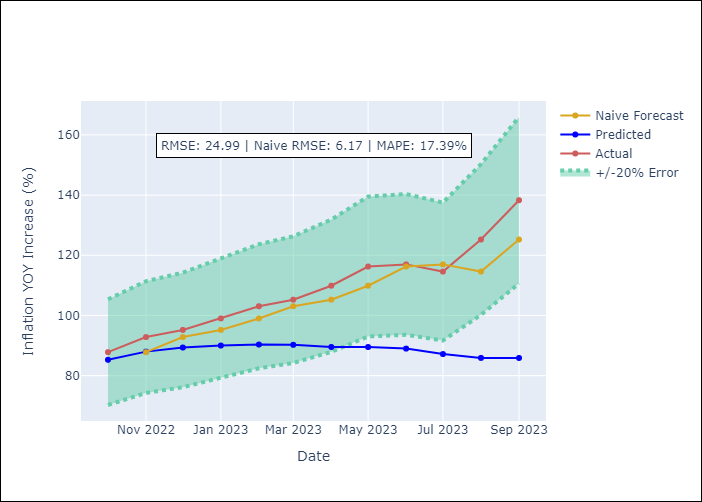 RMSE: 24.99 | Naive RMSE: 6.17 | MAPE: 17.39%
Naive Forecast
Predicted
Actual
+/-20% Error
Inflation YOY Increase (%)
160
140
120
100
80
Nov 2022
Jan 2023
Mar 2023
May 2023
Jul 2023
Sep 2023
Date